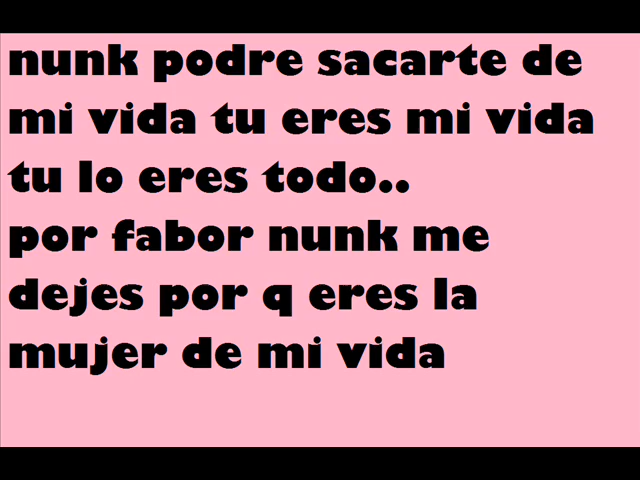 nunk podre sacarte de
mi vida tu eres mi vida
tu lo eres todo..
por fabor nunk me
dejes por q eres la
mujer de mi vida